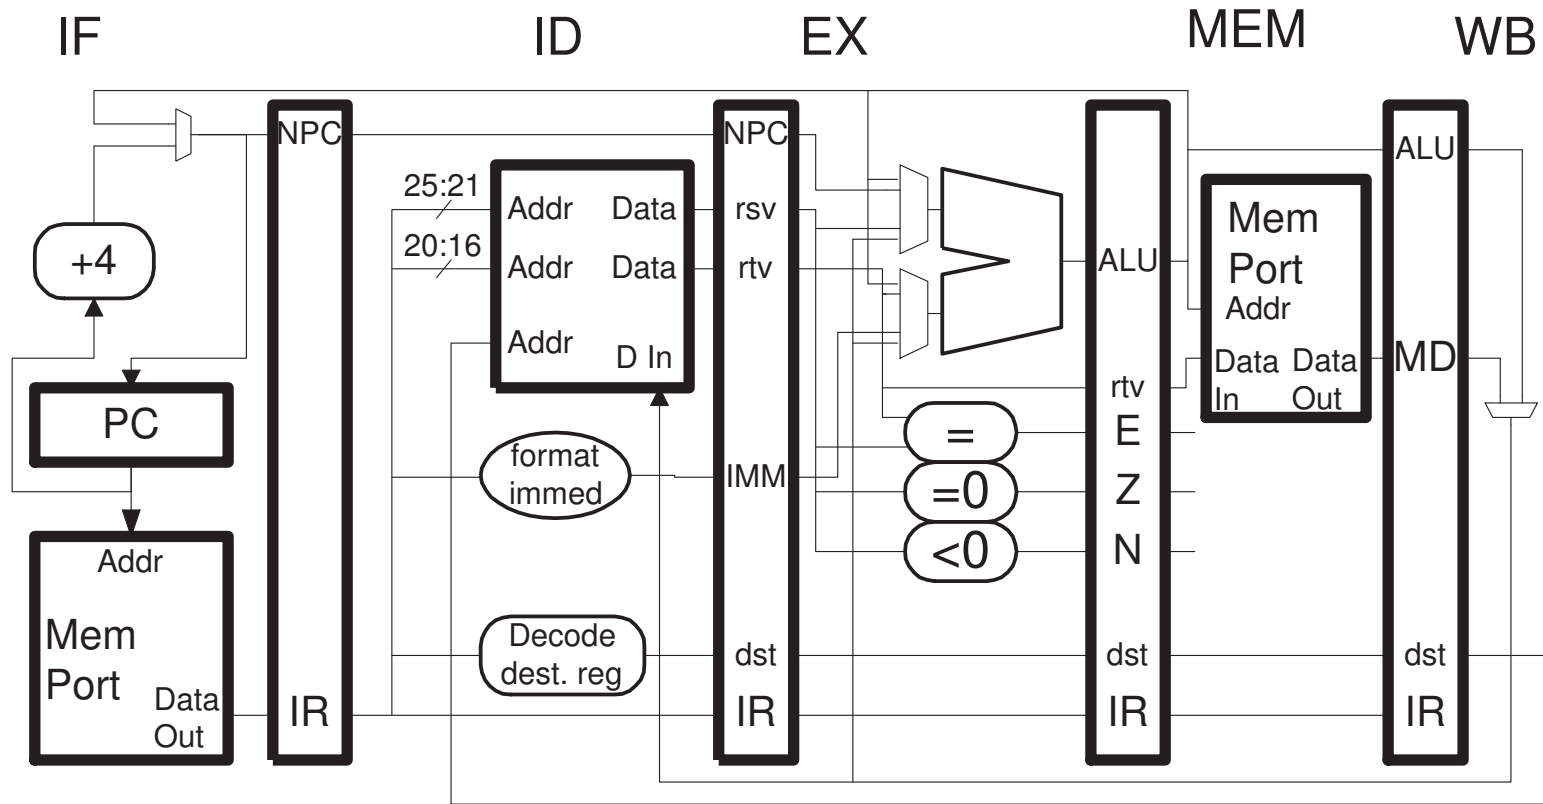 IF
ID
EX
MEM
WB
NPC
+4
PC
Addr
Mem
Port
Data
Out
IR
25:21
20:16
Addr Data
Addr Data
Addr
D In
format
immed
Decode
dest. reg
NPC
rsv
rtv
IMM
dst
IR
=
=0
<0
ALU
rtv
E
Z
N
dst
IR
Mem
Port
Addr
Data Data
In Out
ALU
MD
dst
IR